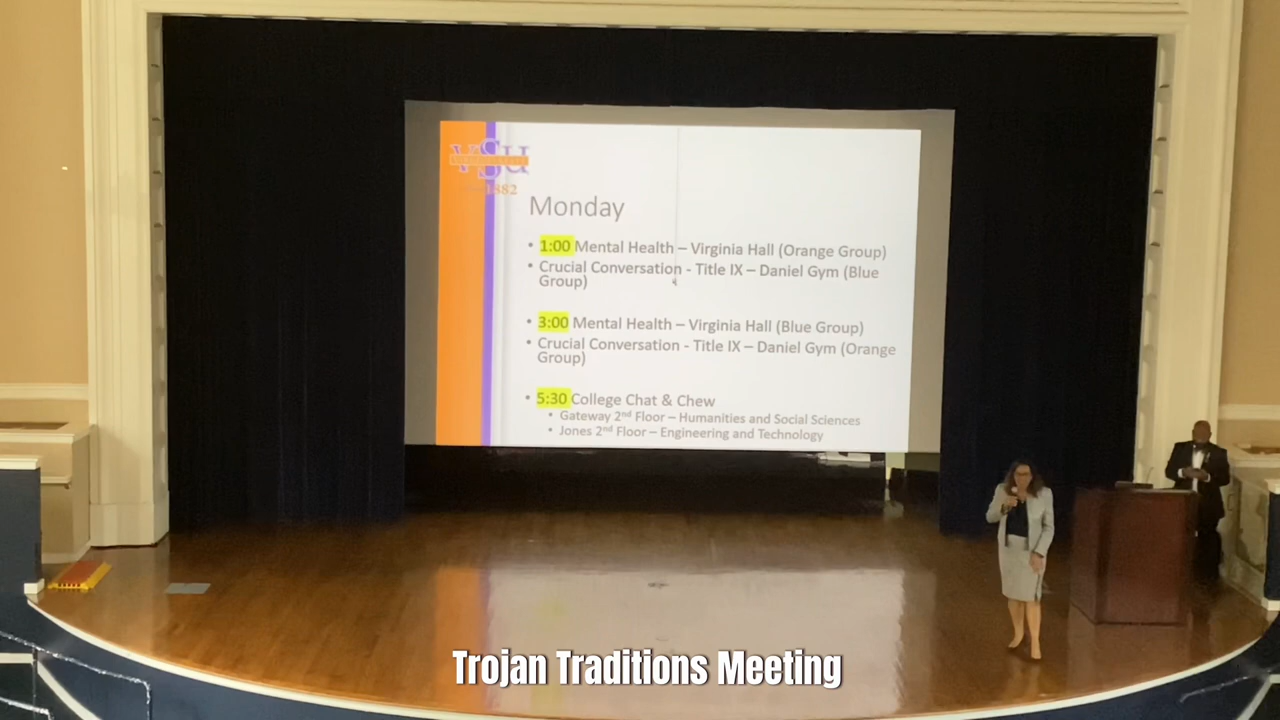 VSU
1882
Monday
• 1:00 Mental Health – Virginia Hall (Orange Group)
• Crucial Conversation - Title IX – Daniel Gym (Blue
Group)
• 3:00 Mental Health – Virginia Hall (Blue Group)
• Crucial Conversation - Title IX – Daniel Gym (Orange
Group)
• 5:30 College Chat & Chew
• Gateway 2nd Floor – Humanities and Social Sciences
• Jones 2nd Floor – Engineering and Technology
Trojan Traditions Meeting